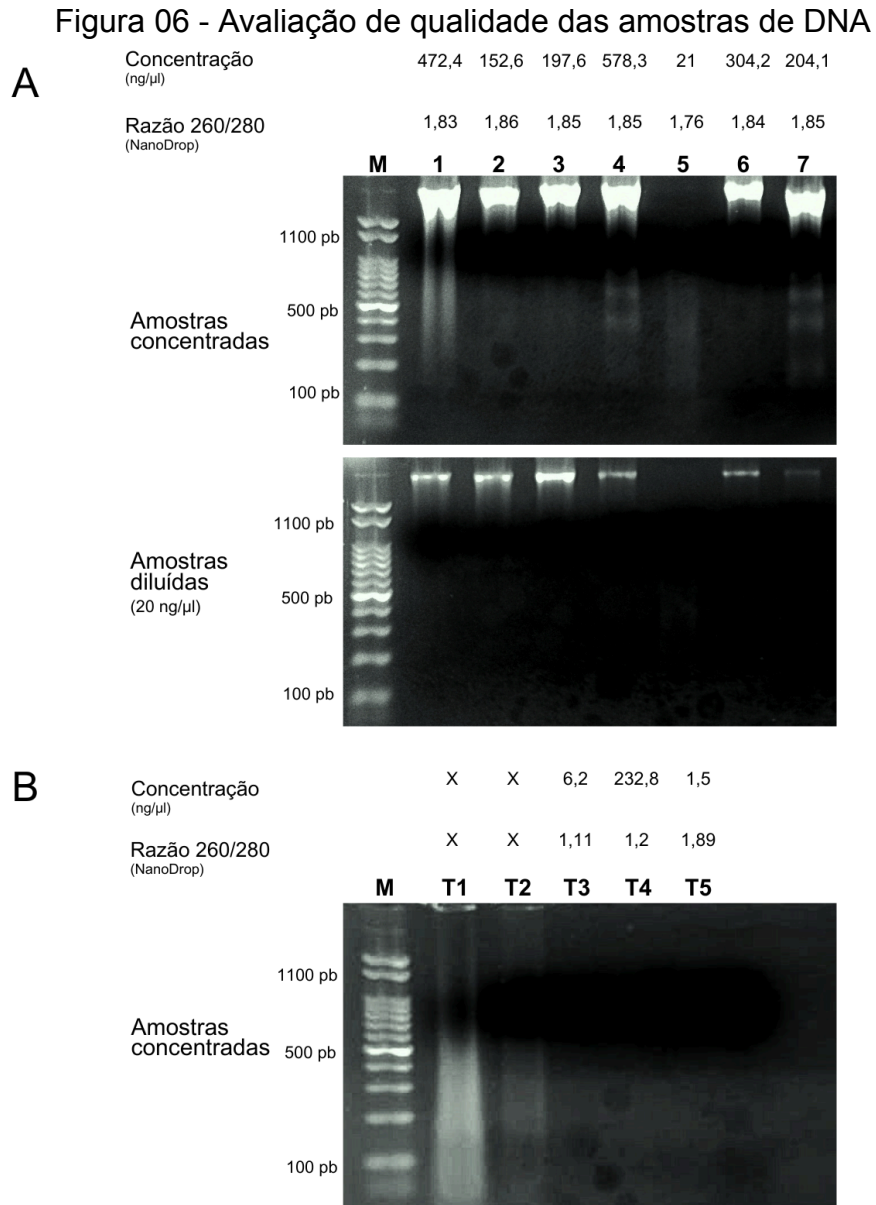 Figura 06 - Avaliação de qualidade das amostras de DNA
A
Concentração 472,4 152,6 197,6 578,3 21 304,2 204,1
(ng/µl)
Razão 260/280 1,83 1,86 1,85 1,85 1,76 1,84 1,85
(NanoDrop)
M 1 2 3 4 5 6 7
1100 pb
500 pb
Amostras
concentradas
100 pb
1100 pb
Amostras
diluídas
500 pb
(20 ng/µl)
100 pb
B
Concentração X X 6,2 232,8 1,5
(ng/µl)
Razão 260/280 X X 1,11 1,2 1,89
(NanoDrop)
M T1 T2 T3 T4 T5
1100 pb
Amostras
concentradas
500 pb
100 pb